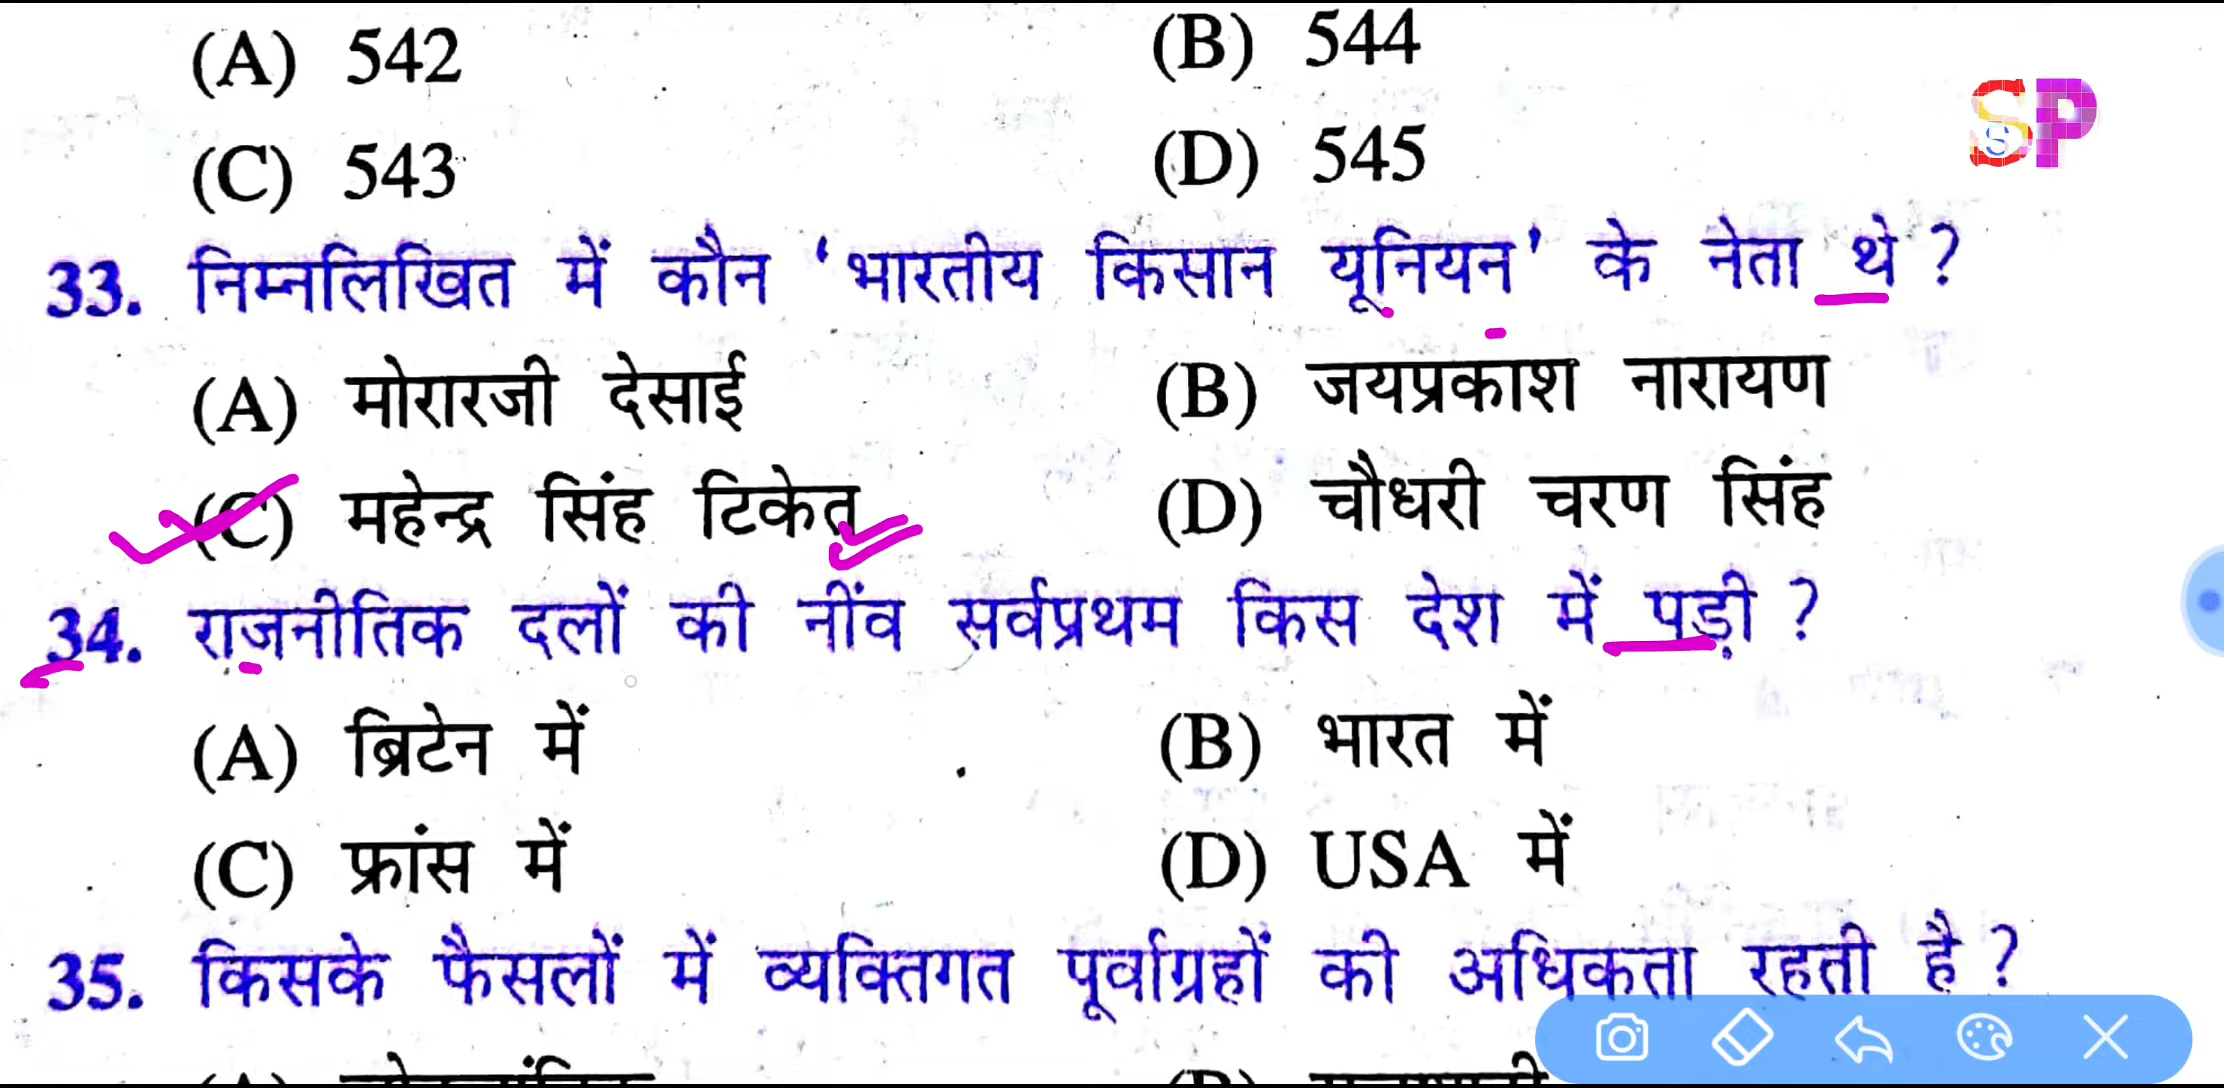 (A) 542 (B) 544
(C) 543 (D) 545
SP
33. निम्नलिखित में कौन ‘भारतीय किसान यूनियन’ के नेता थे ?
(A) मोरारजी देसाई (B) जयप्रकाश नारायण
(C) महेन्द्र सिंह टिकेत (D) चौधरी चरण सिंह
34. राजनीतिक दलों की नींव सर्वप्रथम किस देश में पड़ी ?
(A) ब्रिटेन में (B) भारत में
(C) फ्रांस में (D) USA में
35. किसके फैसलों में व्यक्तिगत पूर्वाग्रहों की अधिकता रहती है ?